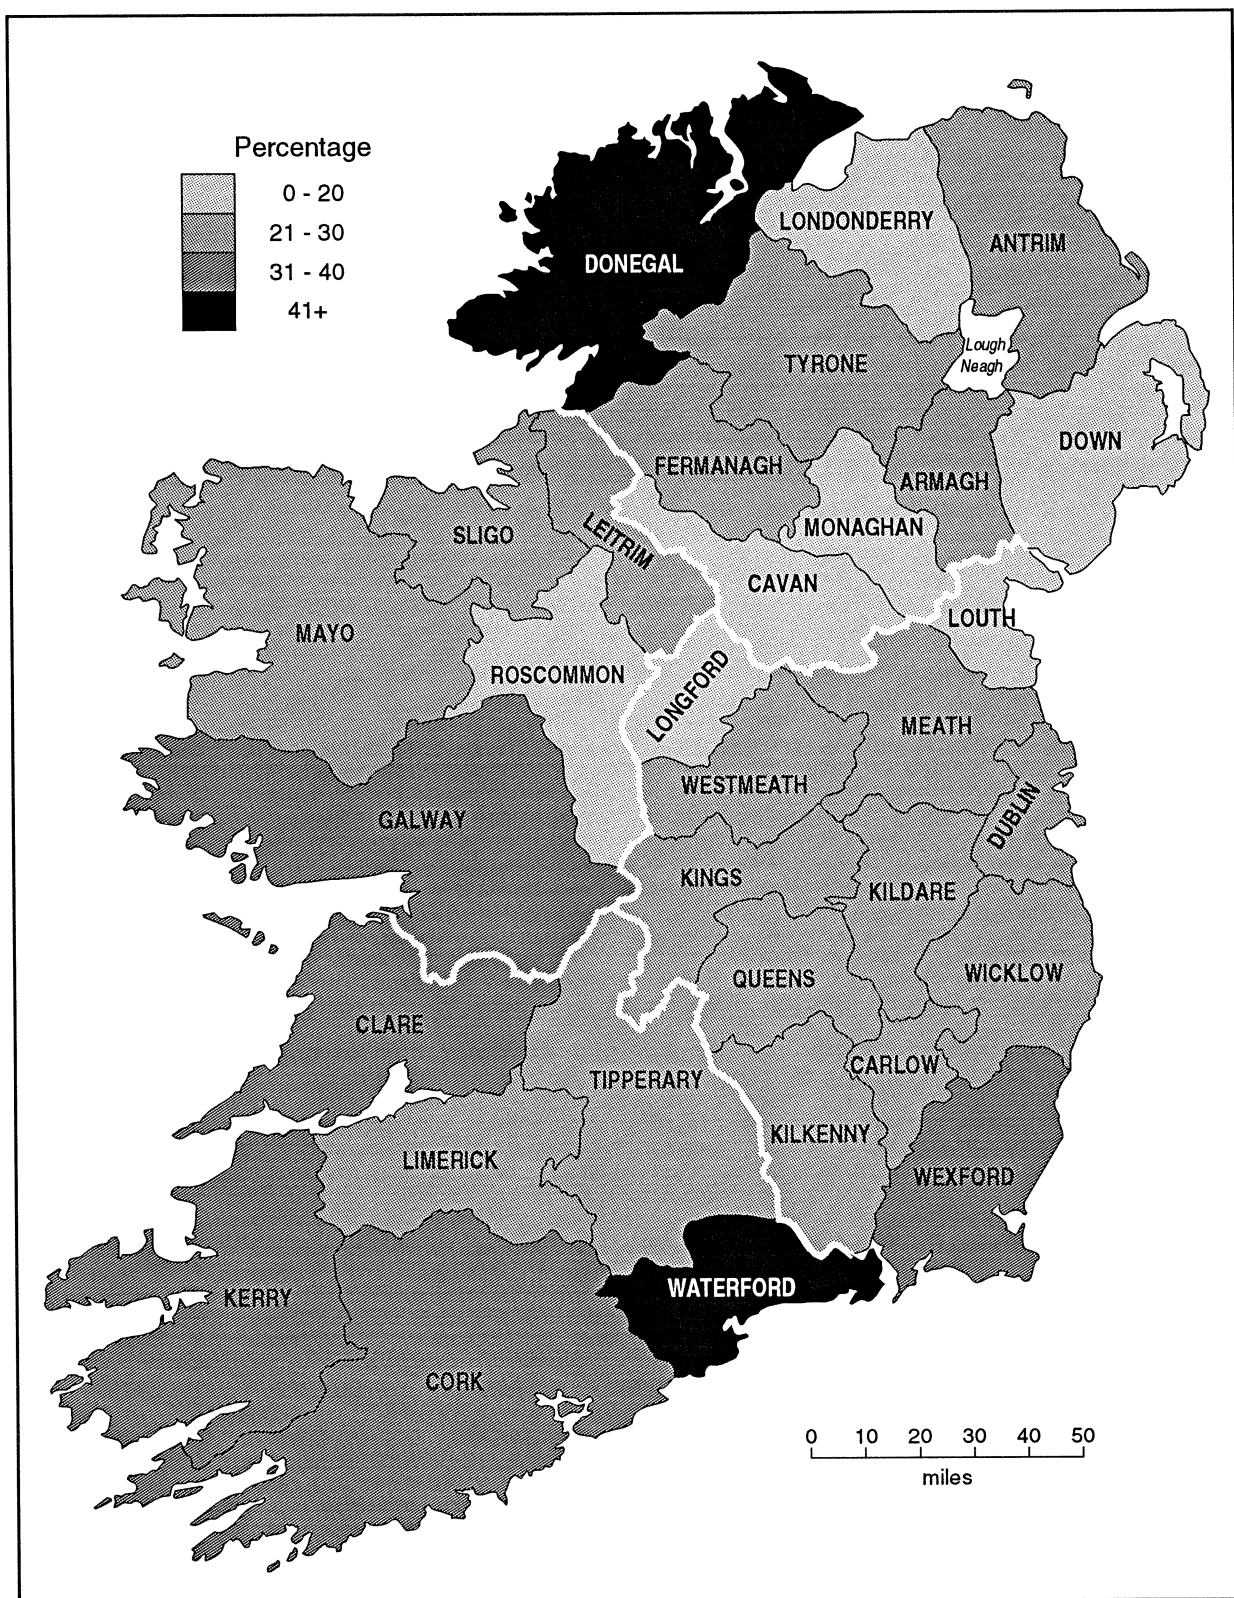 Percentage
0 - 20
21 - 30
31 - 40
41+
LONDONDERRY
ANTRIM
DONEGAL
Lough
Neagh
TYRONE
DOWN
FERMANAGH
ARMAGH
MONAGHAN
SLIGO
LEITRIM
CAVAN
LOUTH
MAYO
ROSCOMMON
LONGFORD
MEATH
WESTMEATH
DUBLIN
GALWAY
KINGS
KILDARE
QUEENS
WICKLOW
CLARE
CARLOW
TIPPERARY
KILKENNY
LIMERICK
WEXFORD
WATERFORD
KERRY
CORK
0 10 20 30 40 50
miles